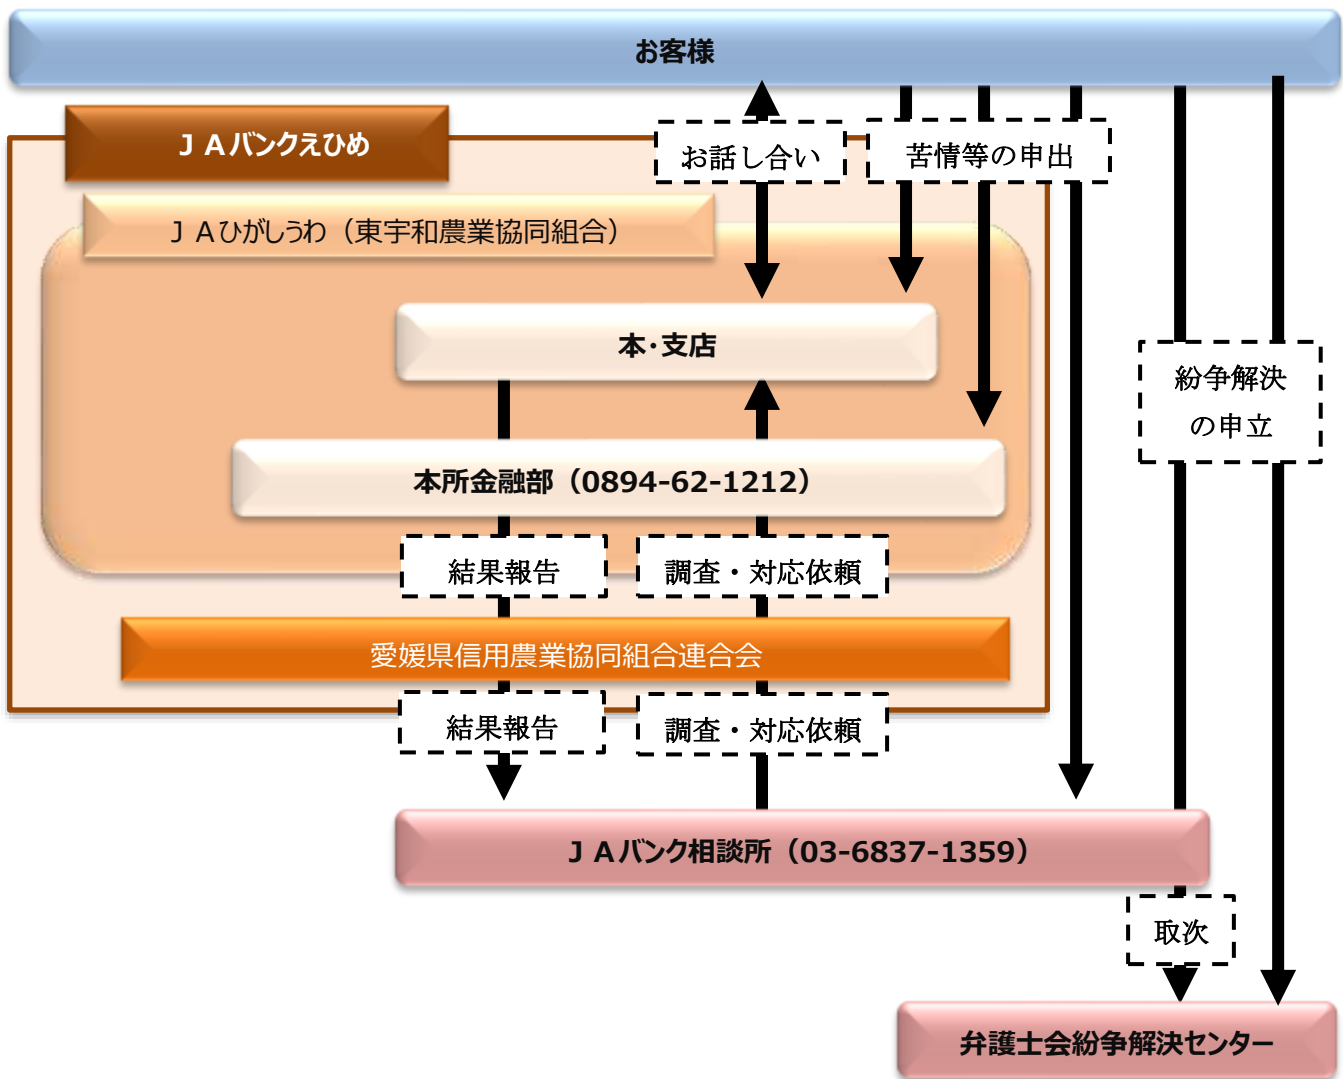 お客様
ＪＡバンクえひめ
お話し合い
苦情等の申出
ＪＡひがしうわ（東宇和農業協同組合）
本・支店
紛争解決
の申立
本所金融部（0894-62-1212）
結果報告
調査・対応依頼
愛媛県信用農業協同組合連合会
結果報告
調査・対応依頼
ＪＡバンク相談所（03-6837-1359）
取次
弁護士会紛争解決センター